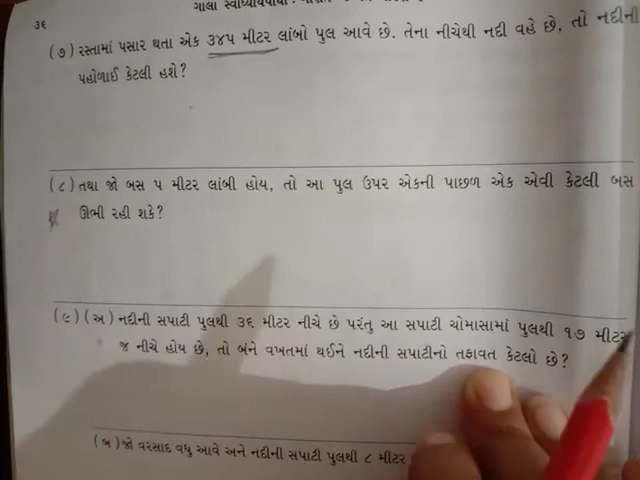 ૩૬
ગાલા સ્વાધ્યાયપોથી
(૭) રસ્તામાં પસાર થતા એક ૩૪૫ મીટર લાંબો પુલ આવે છે. તેના નીચેથી નદી વહે છે, તો નદીની
પહોળાઈ કેટલી હશે?
(૮) તથા જો બસ ૫ મીટર લાંબી હોય, તો આ પુલ ઉપર એકની પાછળ એક એવી કેટલી બસ
ઊભી રહી શકે?
(૯) (અ) નદીની સપાટી પુલથી ૩૬ મીટર નીચે છે પરંતુ આ સપાટી ચોમાસામાં પુલથી ૧૭ મીટર
જ નીચે હોય છે, તો બંને વખતમાં થઈને નદીની સપાટીનો તફાવત કેટલો છે?
(બ) જો વરસાદ વધુ આવે અને નદીની સપાટી પુલથી ૮ મીટર